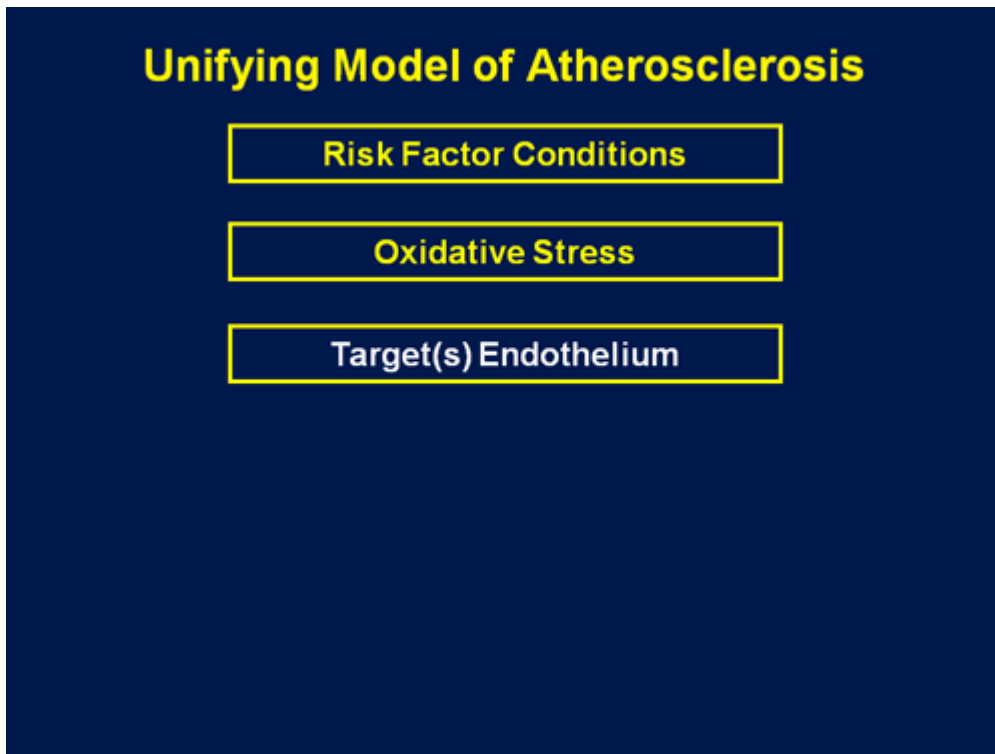 Unifying Model of Atherosclerosis
Risk Factor Conditions
Oxidative Stress
Target(s) Endothelium